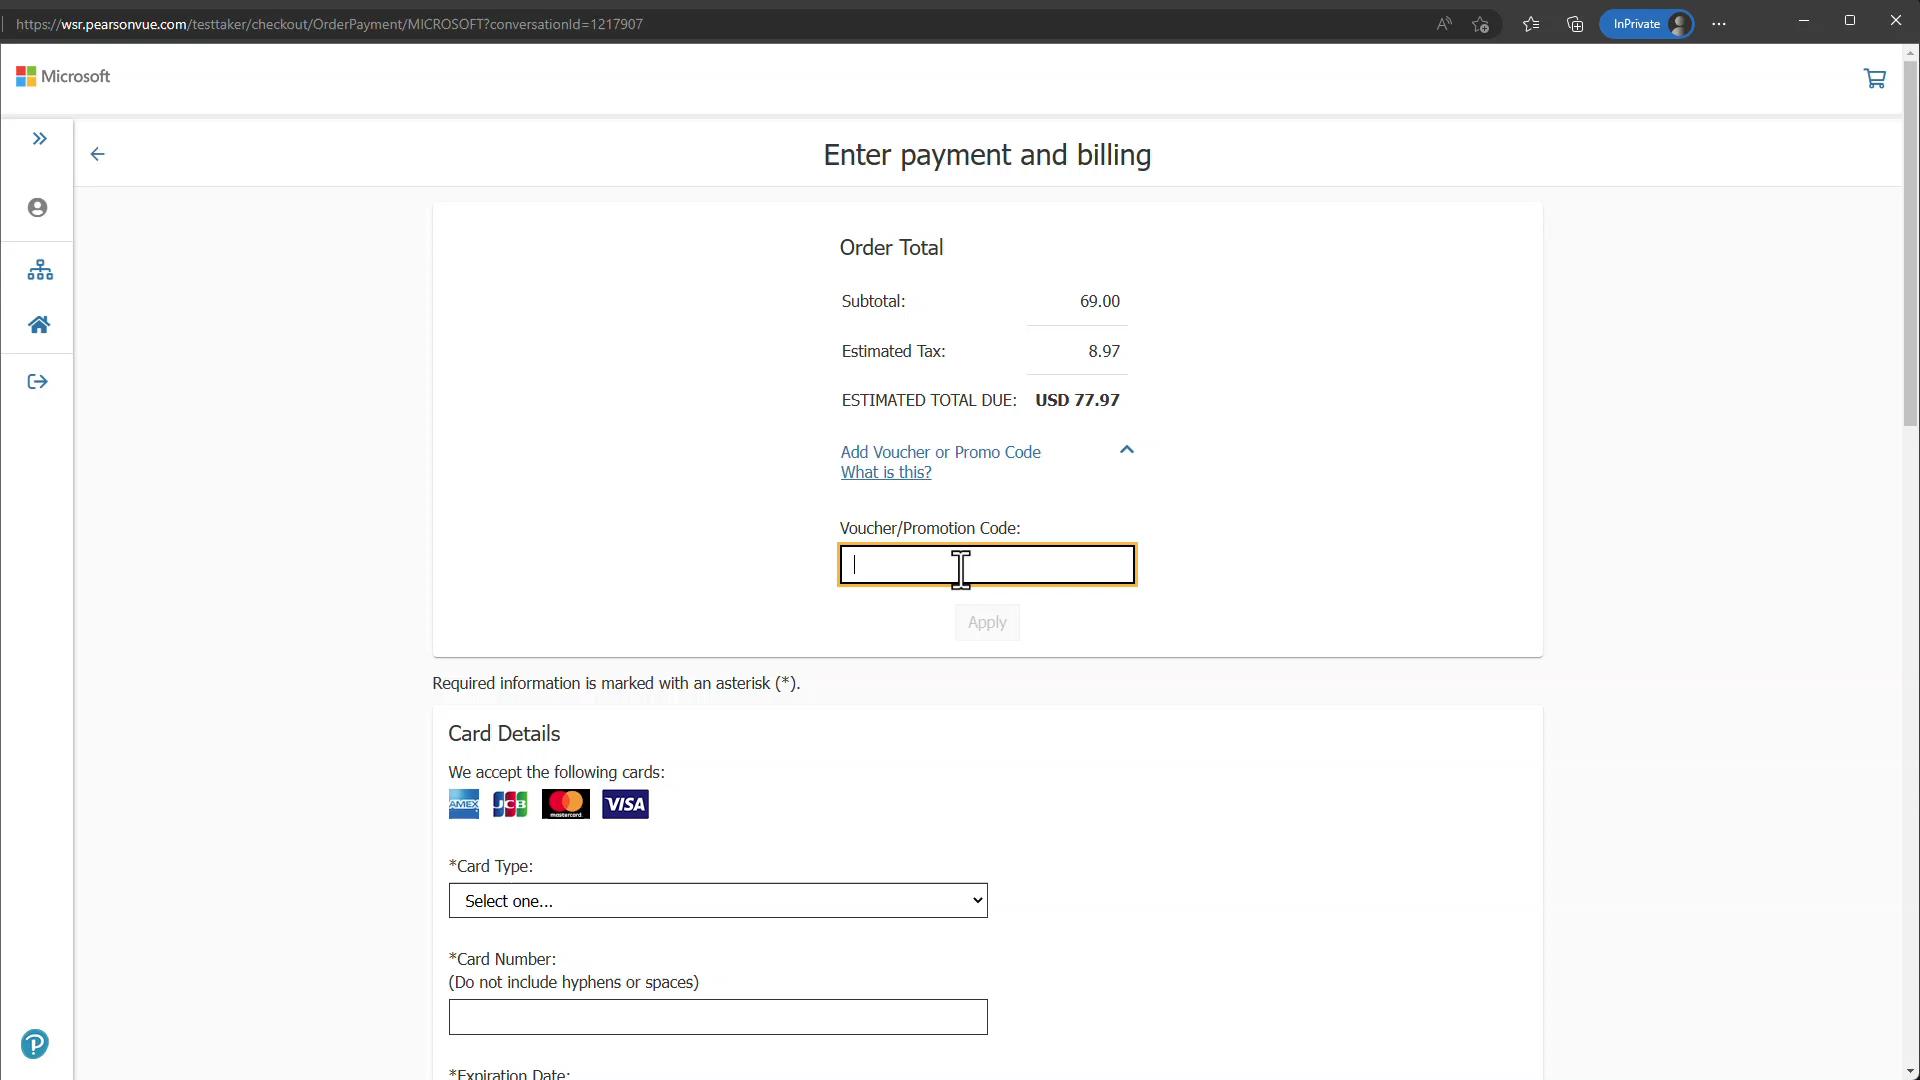 https://wsr.pearsonvue.com/testtaker/checkout/OrderPayment/MICROSOFT?conversationId=1217907
InPrivate
Microsoft
Enter payment and billing
Order Total
Subtotal: 69.00
Estimated Tax: 8.97
ESTIMATED TOTAL DUE: USD 77.97
Add Voucher or Promo Code
What is this?
Voucher/Promotion Code:
Apply
Required information is marked with an asterisk (*).
Card Details
We accept the following cards:
AMEX JCB mastercard. VISA
*Card Type:
Select one...
*Card Number:
(Do not include hyphens or spaces)
*Expiration Date: